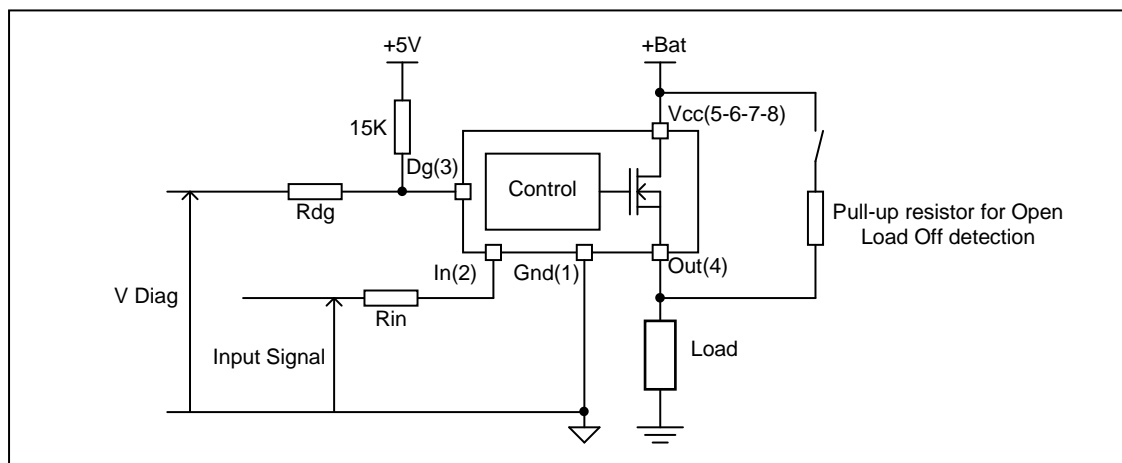 +5V
+Bat
15K
Vcc(5-6-7-8)
Dg(3)
Control
Rdg
Pull-up resistor for Open
Load Off detection
In(2)
Gnd(1)
Out(4)
V Diag
Rin
Input Signal
Load